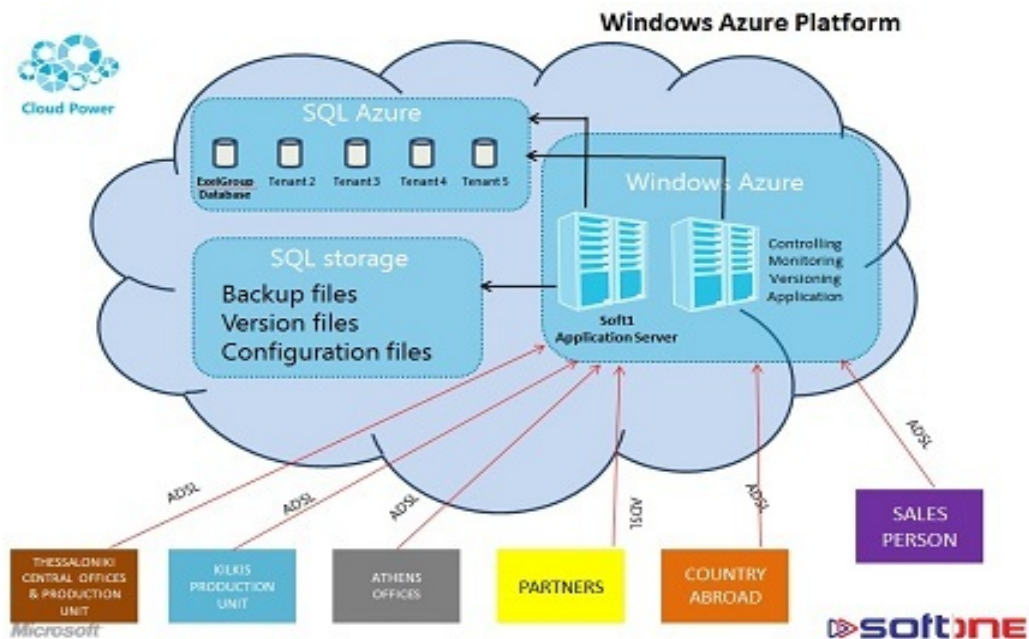 Windows Azure Platform
Cloud Power
SQL Azure
ExelGroup
Database
Tenant 2
Tenant 3
Tenant 4
Tenant 5
Windows Azure
Controlling
Monitoring
Versioning
Application
Soft1
Application Server
SQL storage
Backup files
Version files
Configuration files
ADSL
ADSL
ADSL
ADSL
ADSL
ADSL
THESSALONIKI
CENTRAL OFFICES
& PRODUCTION
UNIT
KILKIS
PRODUCTION
UNIT
ATHENS
OFFICES
PARTNERS
COUNTRY
ABROAD
SALES
PERSON
Microsoft
softONE